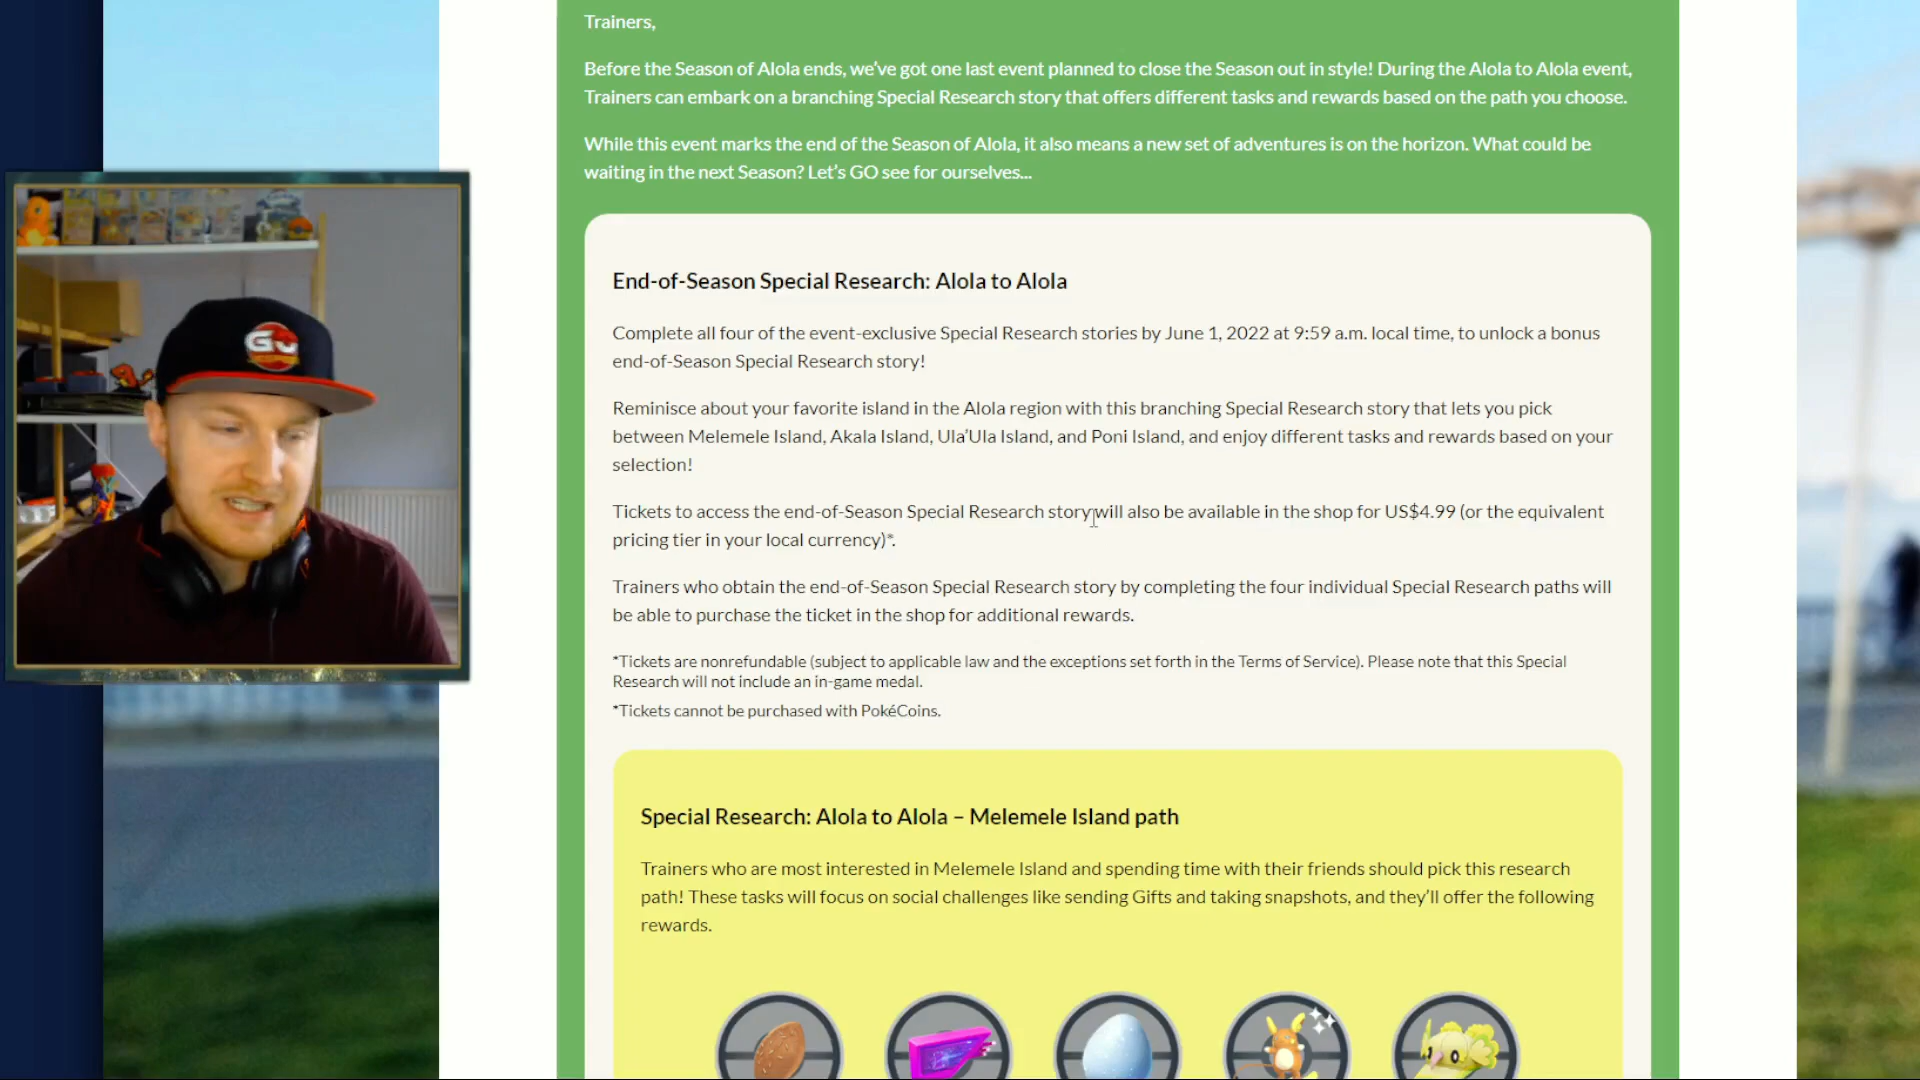 Trainers,
Before the Season of Alola ends, we've got one last event planned to close the Season out in style! During the Alola to Alola event,
Trainers can embark on a branching Special Research story that offers different tasks and rewards based on the path you choose.
While this event marks the end of the Season of Alola, it also means a new set of adventures is on the horizon. What could be
waiting in the next Season? Let's GO see for ourselves...
End-of-Season Special Research: Alola to Alola
Complete all four of the event-exclusive Special Research stories by June 1, 2022 at 9:59 a.m. local time, to unlock a bonus
end-of-Season Special Research story!
Reminisce about your favorite island in the Alola region with this branching Special Research story that lets you pick
between Melemele Island, Akala Island, Ula'Ula Island, and Poni Island, and enjoy different tasks and rewards based on your
selection!
Tickets to access the end-of-Season Special Research story will also be available in the shop for US$4.99 (or the equivalent
pricing tier in your local currency)*.
Trainers who obtain the end-of-Season Special Research story by completing the four individual Special Research paths will
be able to purchase the ticket in the shop for additional rewards.
*Tickets are nonrefundable (subject to applicable law and the exceptions set forth in the Terms of Service). Please note that this Special
Research will not include an in-game medal.
*Tickets cannot be purchased with PokéCoins.
Special Research: Alola to Alola – Melemele Island path
Trainers who are most interested in Melemele Island and spending time with their friends should pick this research
path! These tasks will focus on social challenges like sending Gifts and taking snapshots, and they'll offer the following
rewards.
GO